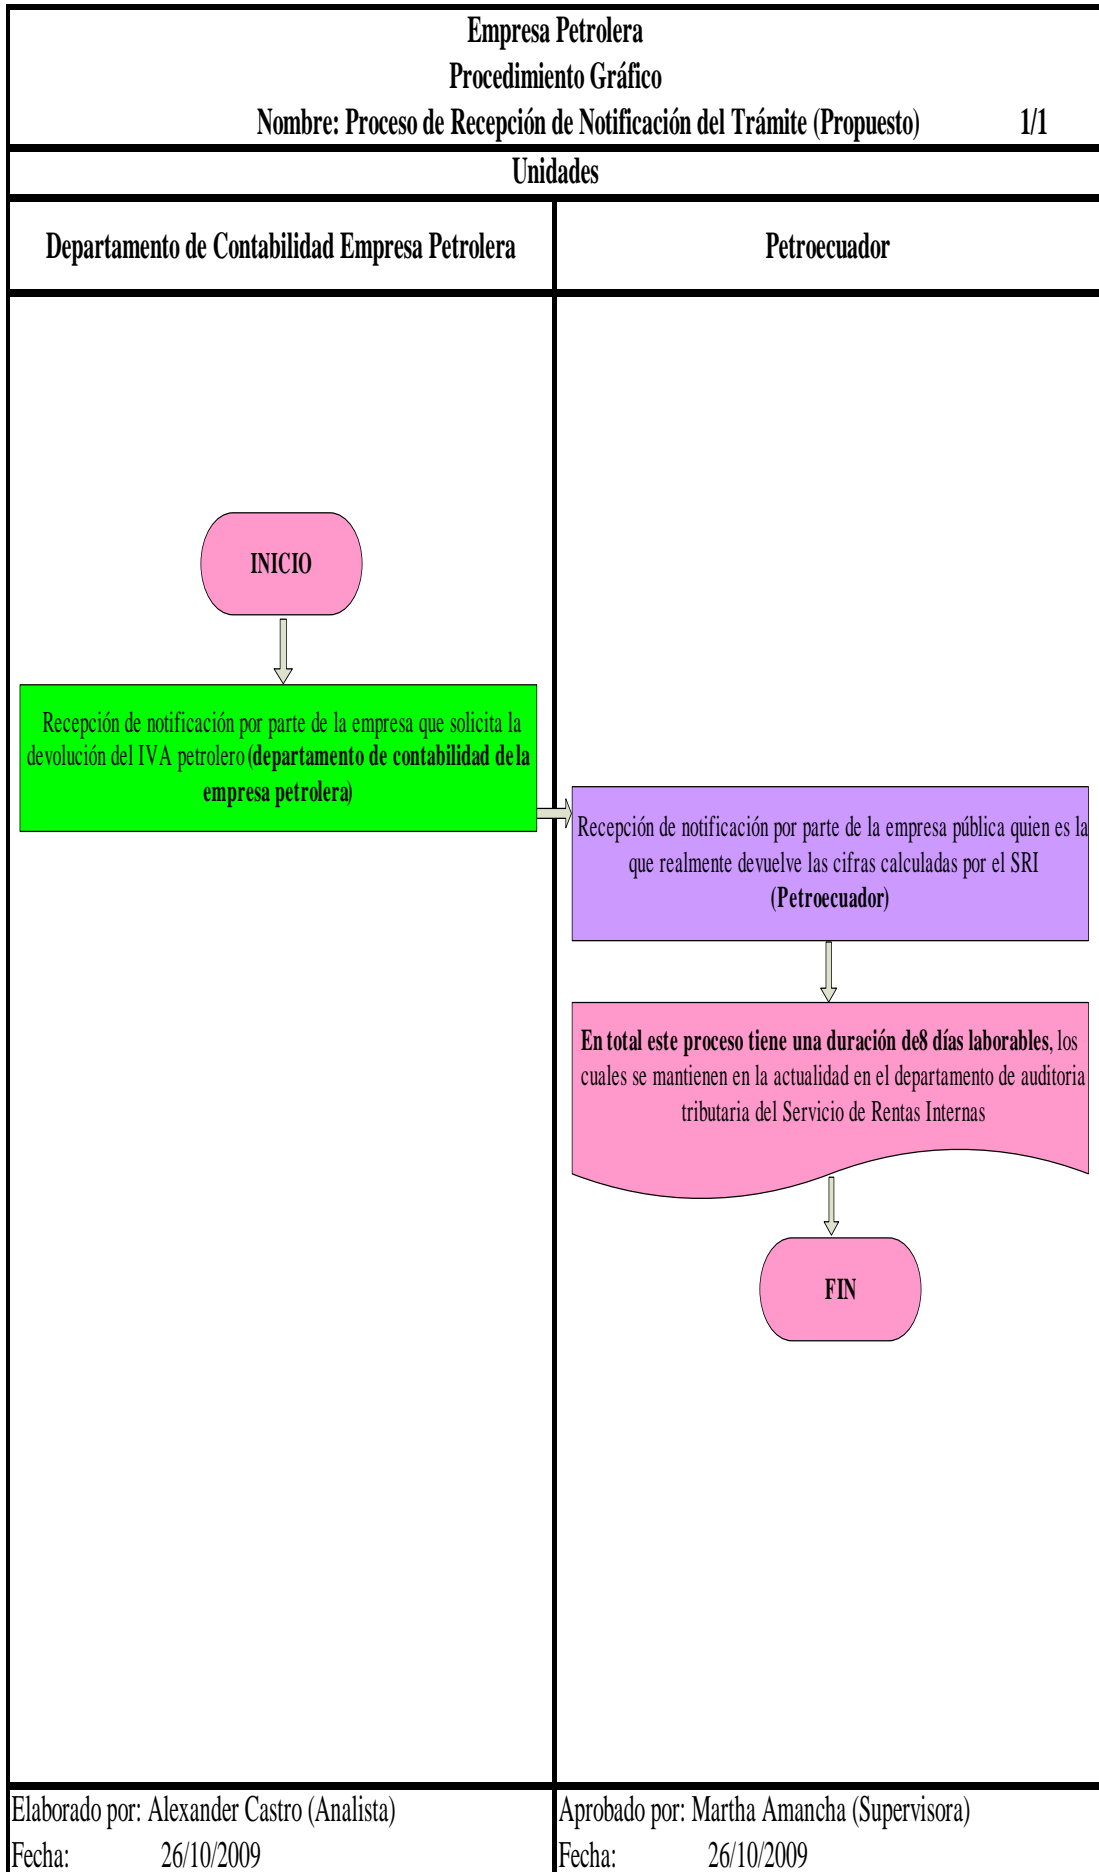 Empresa Petrolera
Procedimiento Gráfico
Nombre: Proceso de Recepción de Notificación del Trámite (Propuesto) 1/1
Unidades
Departamento de Contabilidad Empresa Petrolera
Petroecuador
INICIO
Recepción de notificación por parte de la empresa que solicita la
devolución del IVA petrolero (departamento de contabilidad de la
empresa petrolera)
Recepción de notificación por parte de la empresa pública quien es la
que realmente devuelve las cifras calculadas por el SRI
(Petroecuador)
En total este proceso tiene una duración de8 días laborables, los
cuales se mantienen en la actualidad en el departamento de auditoria
tributaria del Servicio de Rentas Internas
FIN
Elaborado por: Alexander Castro (Analista)
Fecha: 26/10/2009
Aprobado por: Martha Amancha (Supervisora)
Fecha: 26/10/2009